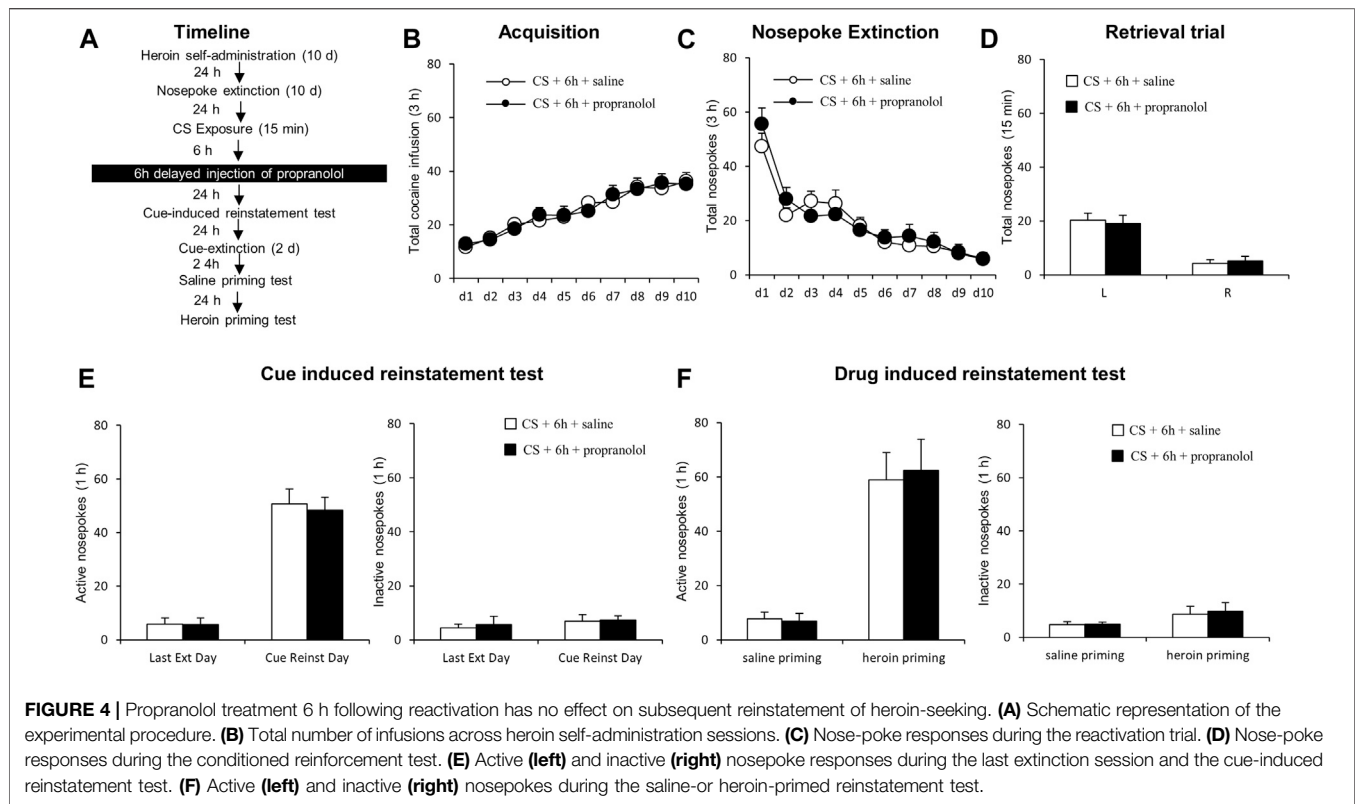 A
Timeline
Heroin self-administration (10 d)
24 h
Nosepoke extinction (10 d)
24 h
CS Exposure (15 min)
6 h
6h delayed injection of propranolol
24 h
Cue-induced reinstatement test
24 h
Cue-extinction (2 d)
2 4h
Saline priming test
24 h
Heroin priming test
B
Acquisition
Total cocaine infusion (3 h)
80
60
40
20
0
CS + 6h + saline
CS + 6h + propranolol
d1 d2 d3 d4 d5 d6 d7 d8 d9 d10
C
Nosepoke Extinction
Total nosepokes (3 h)
80
60
40
20
0
CS + 6h + saline
CS + 6h + propranolol
d1 d2 d3 d4 d5 d6 d7 d8 d9 d10
D
Retrieval trial
Total nosepokes (15 min)
80
60
40
20
0
CS + 6h + saline
CS + 6h + propranolol
L R
E
Cue induced reinstatement test
Active nosepokes (1 h)
80
60
40
20
0
Last Ext Day Cue Reinst Day
Inactive nosepokes (1 h)
80
60
40
20
0
CS + 6h + saline
CS + 6h + propranolol
Last Ext Day Cue Reinst Day
F
Drug induced reinstatement test
Active nosepokes (1 h)
80
60
40
20
0
saline priming heroin priming
Inactive nosepokes (1 h)
80
60
40
20
0
CS + 6h + saline
CS + 6h + propranolol
saline priming heroin priming
FIGURE 4 | Propranolol treatment 6 h following reactivation has no effect on subsequent reinstatement of heroin-seeking. (A) Schematic representation of the
experimental procedure. (B) Total number of infusions across heroin self-administration sessions. (C) Nose-poke responses during the reactivation trial. (D) Nose-poke
responses during the conditioned reinforcement test. (E) Active (left) and inactive (right) nosepoke responses during the last extinction session and the cue-induced
reinstatement test. (F) Active (left) and inactive (right) nosepokes during the saline-or heroin-primed reinstatement test.